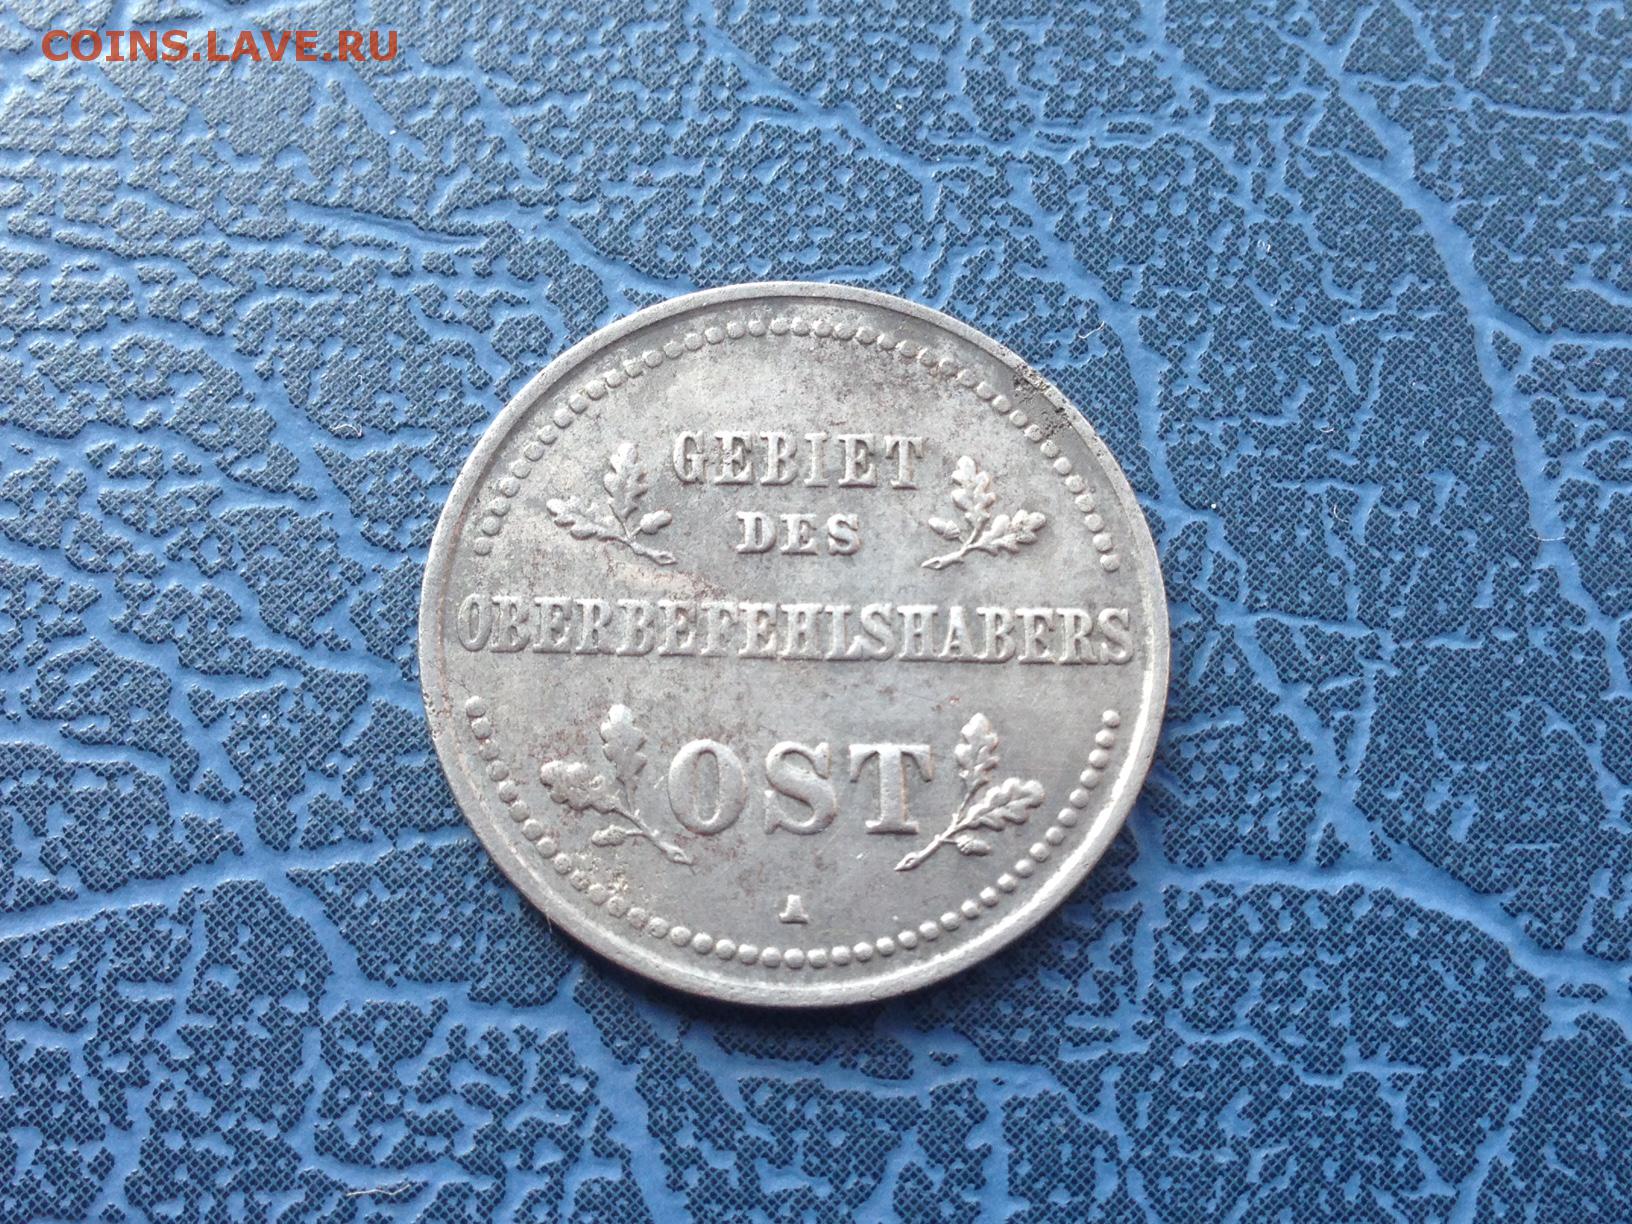 COINS.LAVE.RU
GEBIET
DES
OBERBEFEHLSHABERS
OST
A